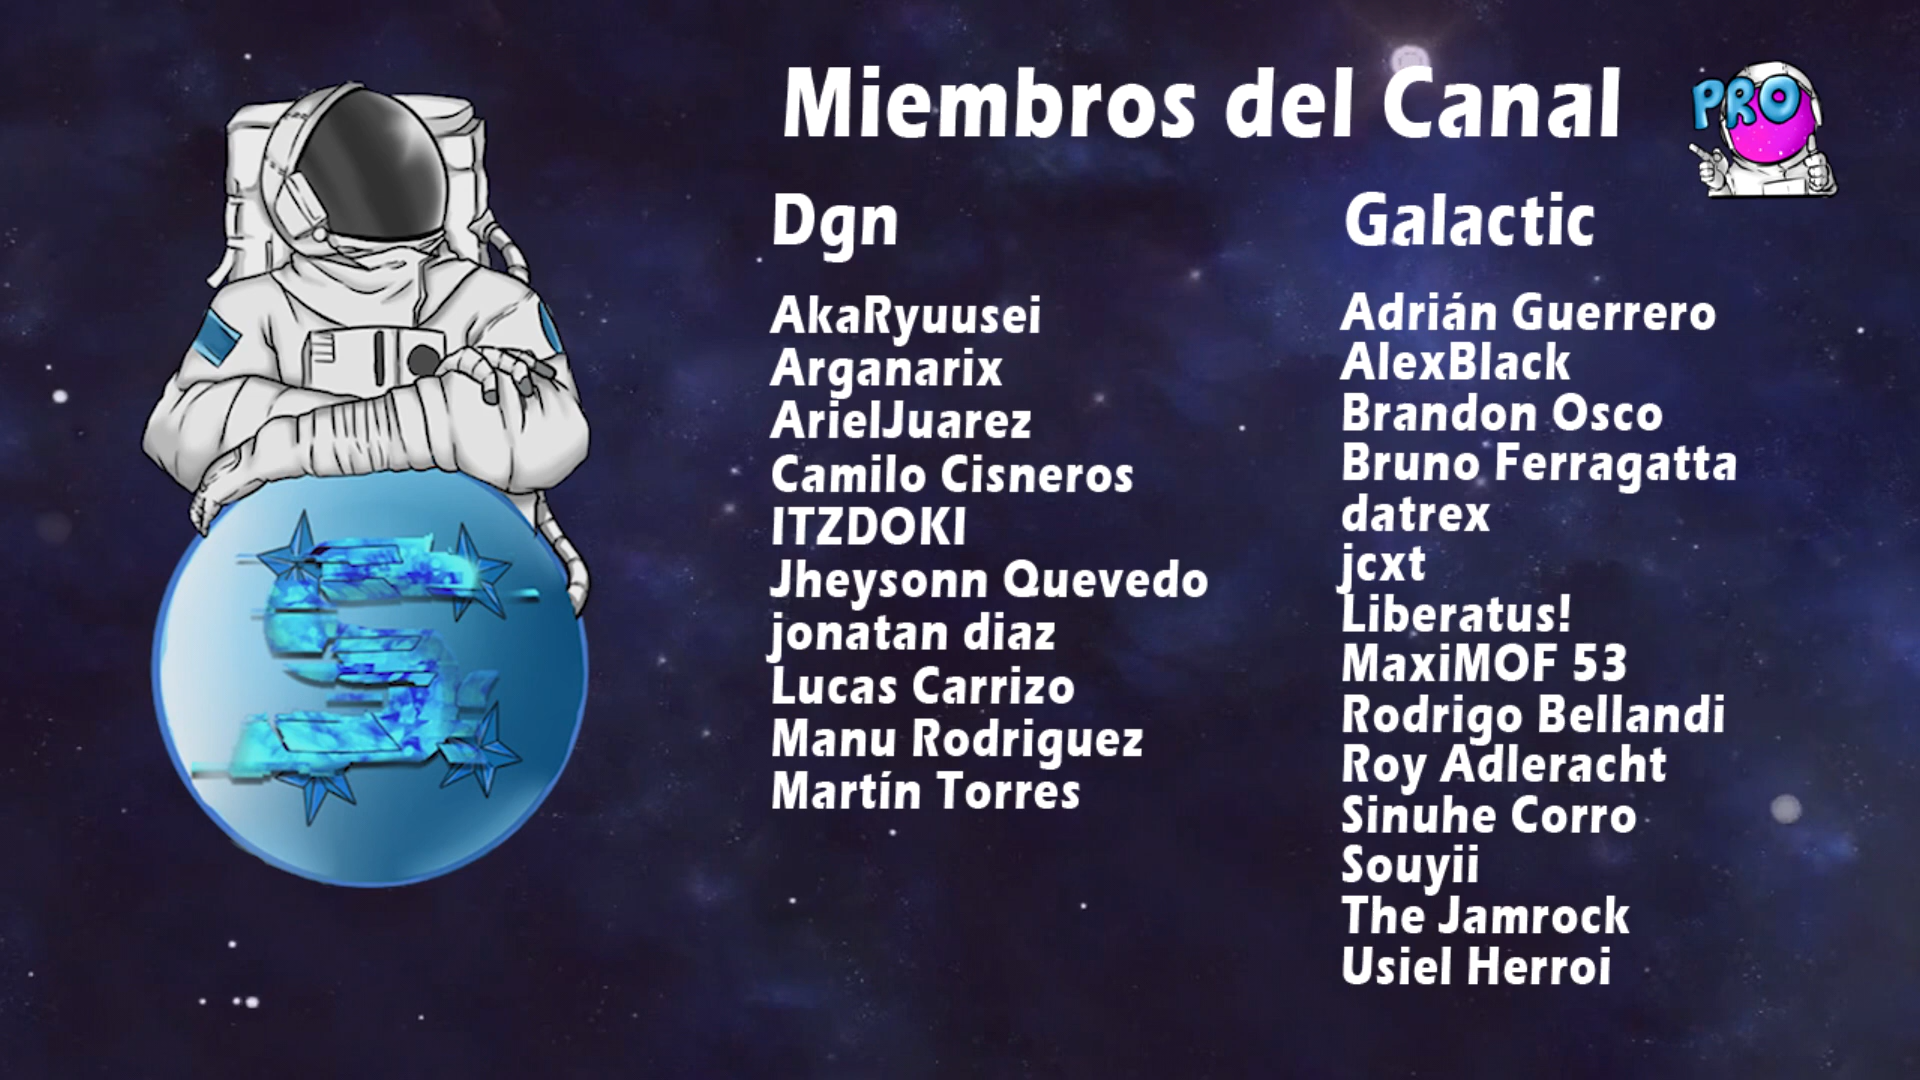 Miembros del Canal
PRO
Dgn
AkaRyuusei
Arganarix
ArielJuarez
Camilo Cisneros
ITZDOKI
Jheysonn Quevedo
jonatan diaz
Lucas Carrizo
Manu Rodriguez
Martín Torres
Galactic
Adrián Guerrero
AlexBlack
Brandon Osco
Bruno Ferragatta
datrex
jcxt
Liberatus!
MaxiMOF 53
Rodrigo Bellandi
Roy Adleracht
Sinuhe Corro
Souyii
The Jamrock
Usiel Herroi
S